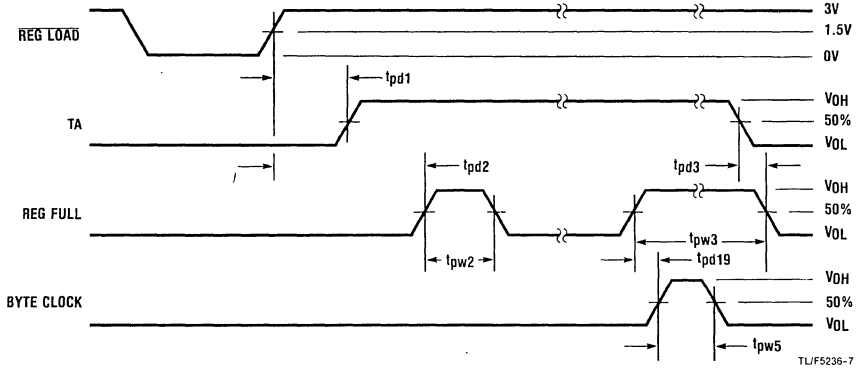 REG LOAD
3V
1.5V
0V
tpd1
TA
VOH
50%
VOL
tpd2
tpd3
REG FULL
VOH
50%
VOL
tpw2
tpw3
tpd19
BYTE CLOCK
VOH
50%
VOL
tpw5
TL/F5236-7